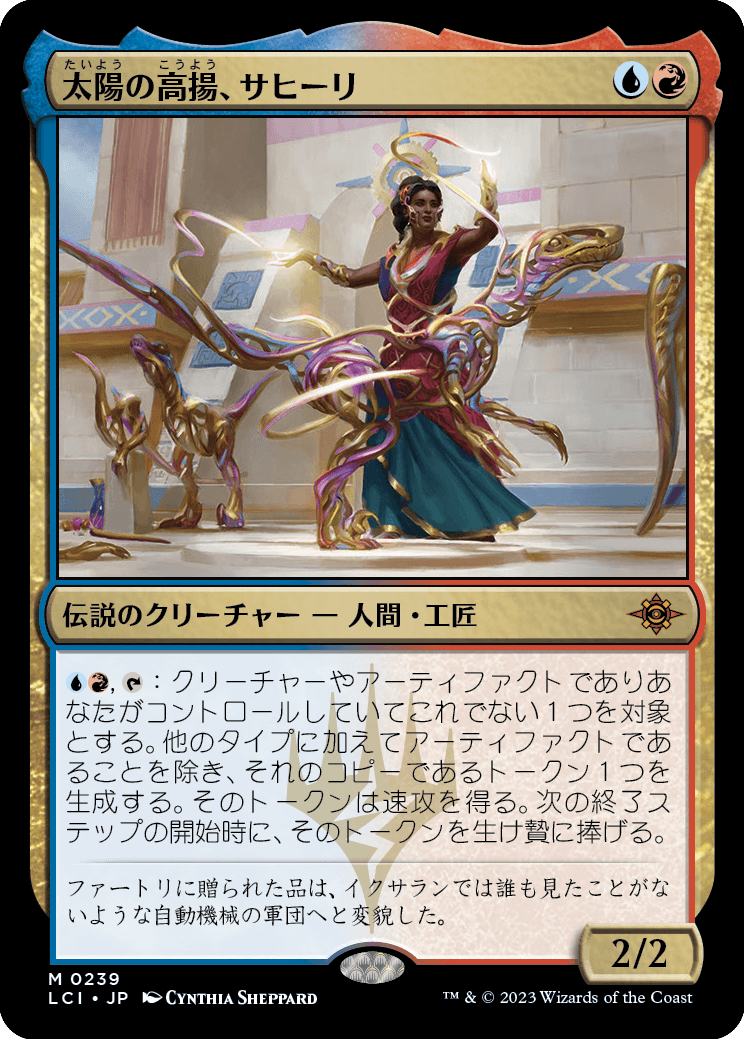 たいよう こうよう
太陽の高揚、サヒーリ
伝説のクリーチャー — 人間・工匠
, : クリーチャーやアーティファクトでありあ
なたがコントロールしていてこれでない1つを対象
とする。他のタイプに加えてアーティファクトであ
ることを除き、それのコピーであるトークン1つを
生成する。そのトークンは速攻を得る。次の終了ス
テップの開始時に、そのトークンを生け贄に捧げる。
ファートリに贈られた品は、イクサランでは誰も見たことがな
いような自動機械の軍団へと変貌した。
2/2
M 0239
LCI • JP Cynthia Sheppard
™ & © 2023 Wizards of the Coast